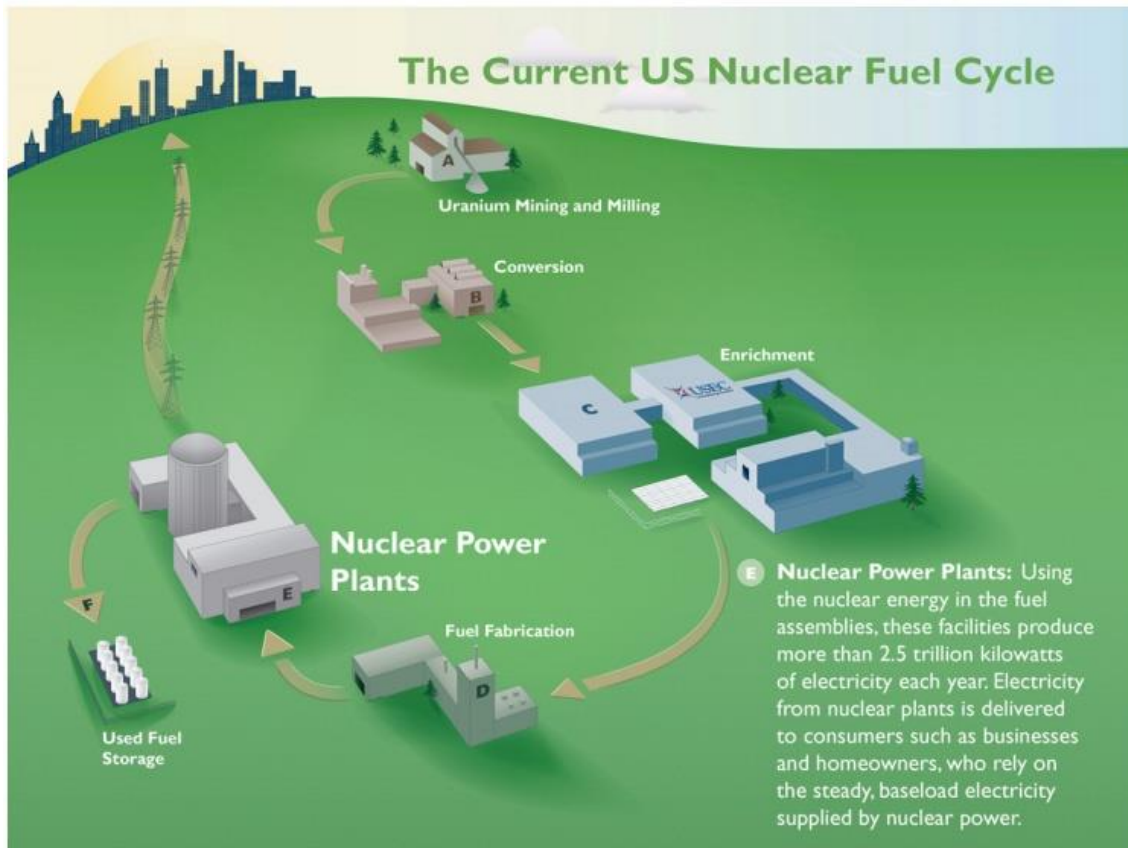 The Current US Nuclear Fuel Cycle
A
Uranium Mining and Milling
Conversion
B
Enrichment
C
USEC
Nuclear Power
Plants
E
F
Fuel Fabrication
D
Used Fuel
Storage
E Nuclear Power Plants: Using
the nuclear energy in the fuel
assemblies, these facilities produce
more than 2.5 trillion kilowatts
of electricity each year. Electricity
from nuclear plants is delivered
to consumers such as businesses
and homeowners, who rely on
the steady, baseload electricity
supplied by nuclear power.